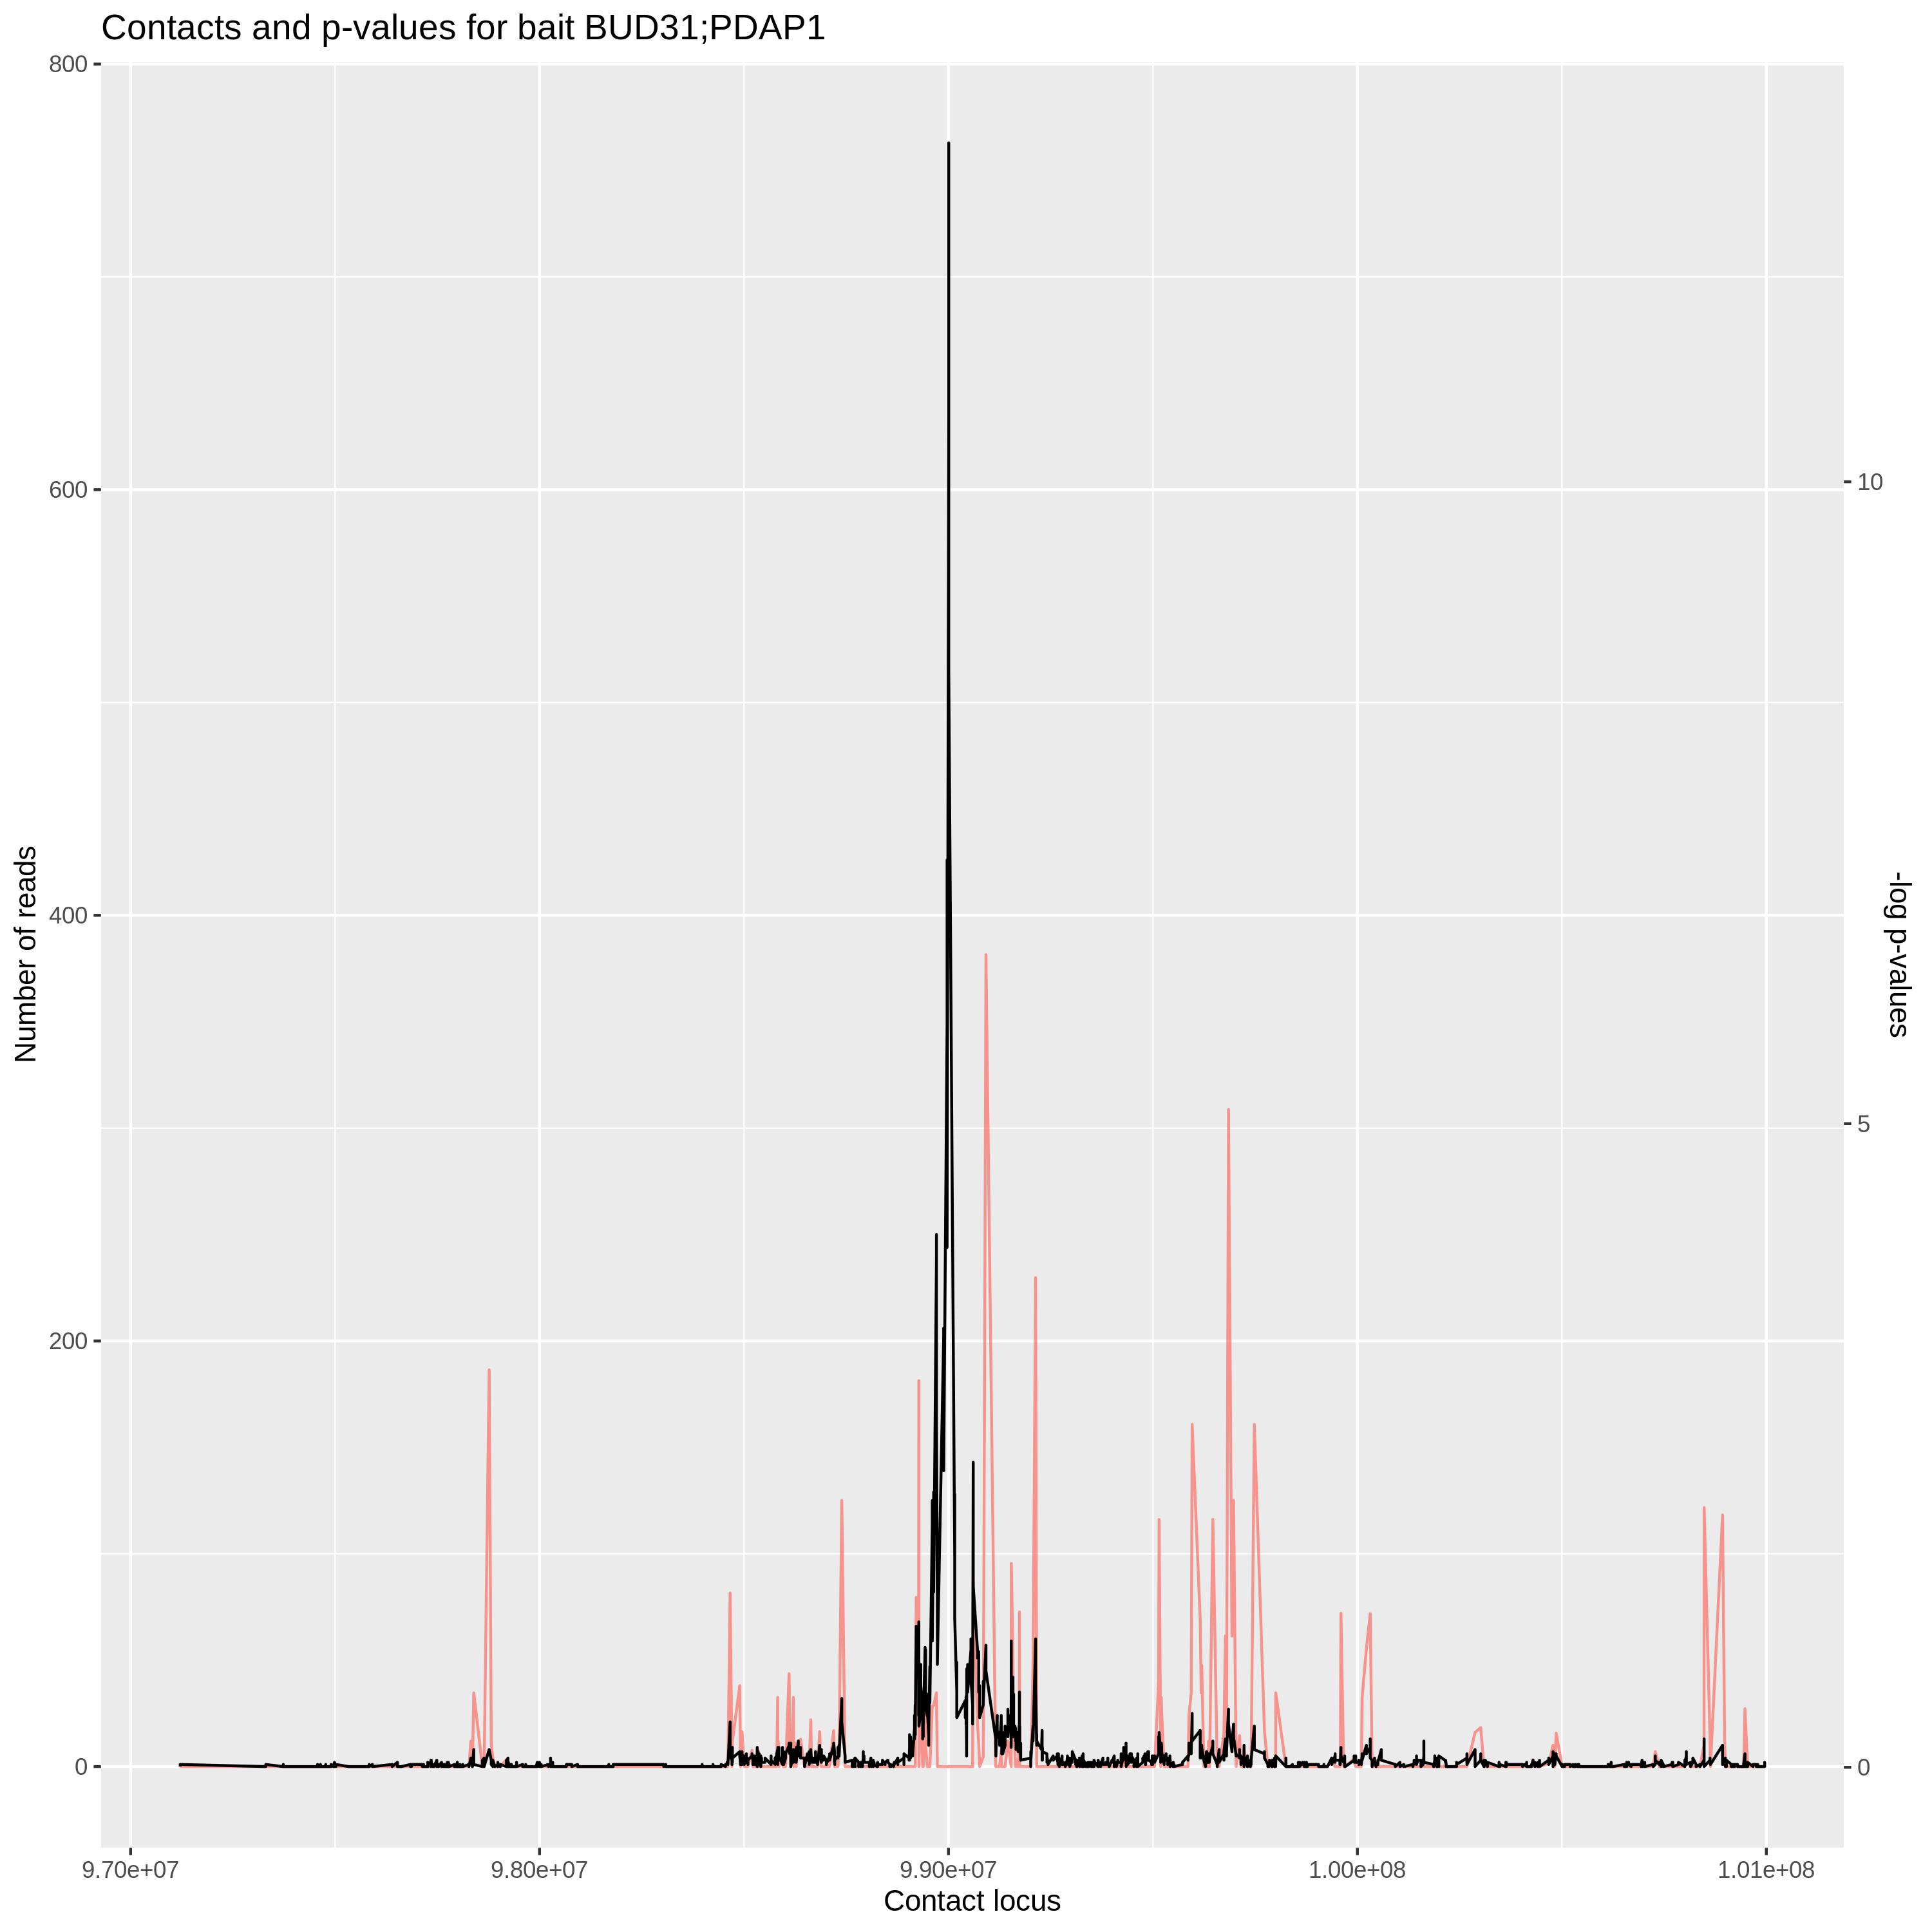 Contacts and p-values for bait BUD31;PDAP1
800
600
400
200
0
Number of reads
10
5
0
-log p-values
9.70e+07
9.80e+07
9.90e+07
1.00e+08
1.01e+08
Contact locus